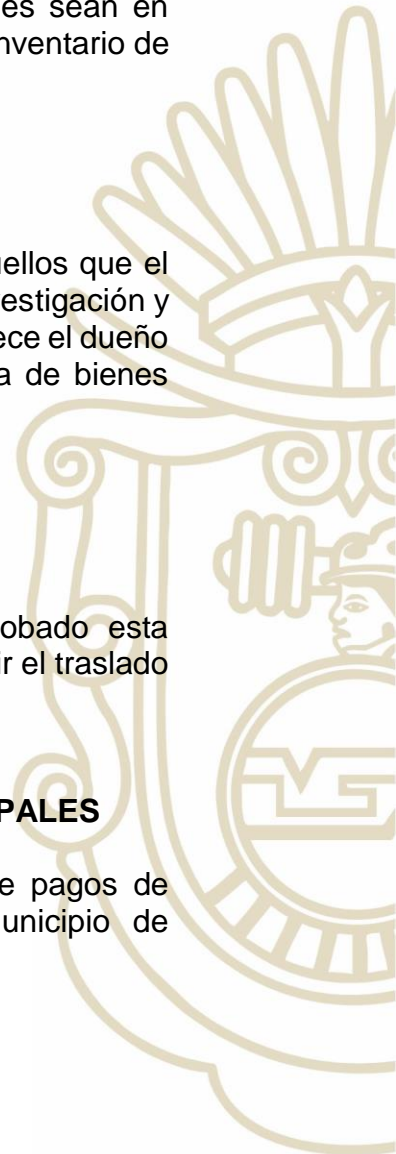 es sean en
nventario de
uellos que el
estigación y
ece el dueño
a de bienes
obado esta
ir el traslado
PALES
e pagos de
unicipio de